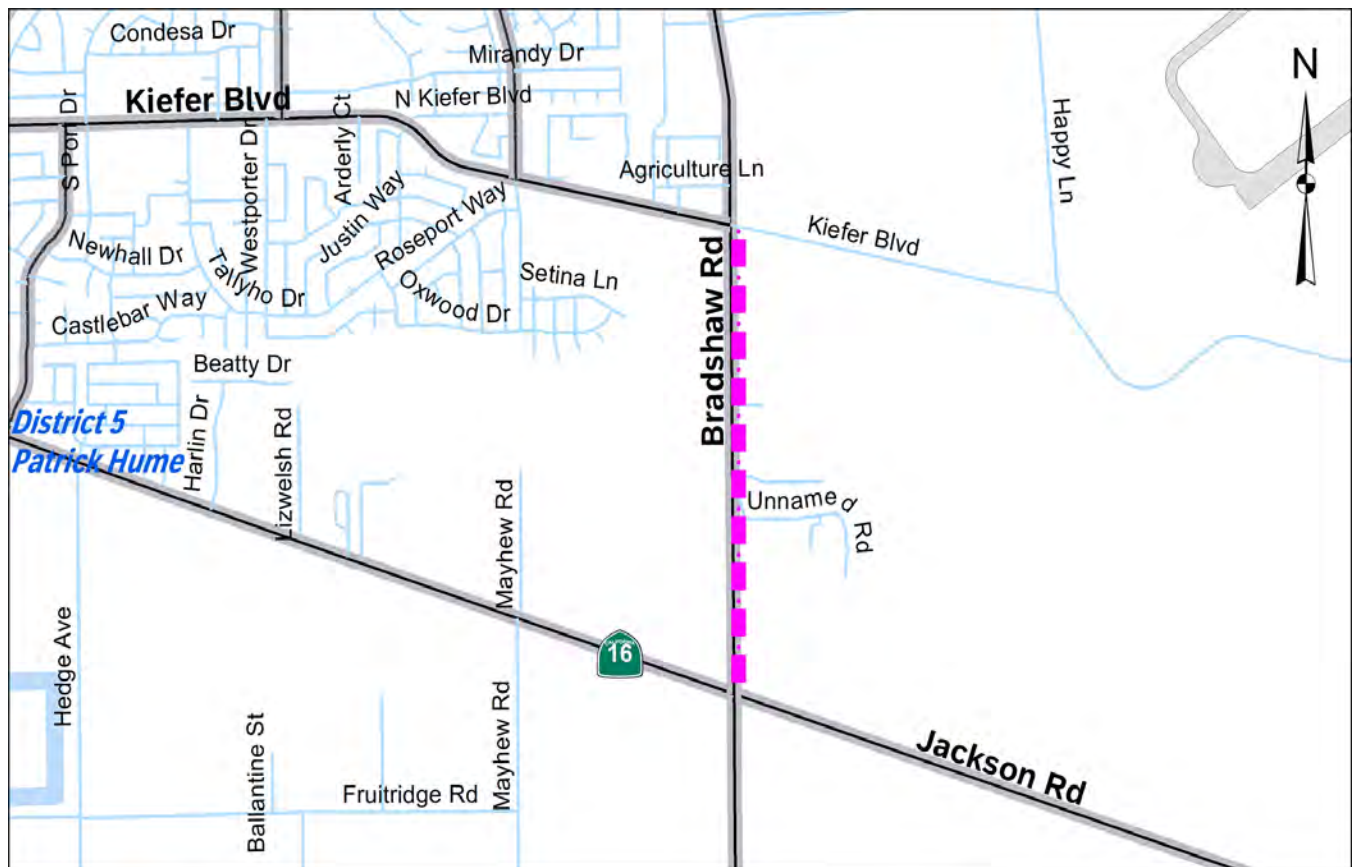 Condesa Dr
Mirandy Dr
N
Kiefer Blvd
N Kiefer Blvd
S Port Dr
Westporter Dr
Arderly Ct
Agriculture Ln
Happy Ln
Justin Way
Roseport Way
Kiefer Blvd
Newhall Dr
Tallyho Dr
Setina Ln
Oxwood Dr
Castlebar Way
Bradshaw Rd
Beatty Dr
District 5
Patrick Hume
Harlin Dr
Lizwelsh Rd
Mayhew Rd
Unnamed Rd
16
Hedge Ave
Mayhew Rd
Ballantine St
Jackson Rd
Fruitridge Rd